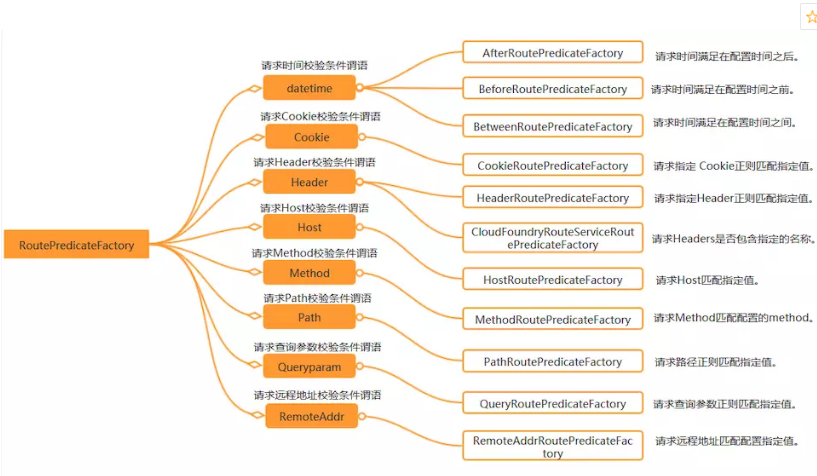 RoutePredicateFactory
请求时间校验条件谓语
datetime
请求Cookie校验条件谓语
Cookie
请求Header校验条件谓语
Header
请求Host校验条件谓语
Host
请求Method校验条件谓语
Method
请求Path校验条件谓语
Path
请求查询参数校验条件谓语
Queryparam
请求远程地址校验条件谓语
RemoteAddr
AfterRoutePredicateFactory
请求时间满足在配置时间之后。
BeforeRoutePredicateFactory
请求时间满足在配置时间之前。
BetweenRoutePredicateFactory
请求时间满足在配置时间之间。
CookieRoutePredicateFactory
请求指定 Cookie正则匹配指定值。
HeaderRoutePredicateFactory
请求指定Header正则匹配指定值。
CloudFoundryRouteServiceRout
ePredicateFactory
请求Headers是否包含指定的名称。
HostRoutePredicateFactory
请求Host匹配指定值。
MethodRoutePredicateFactory
请求Method匹配配置的method。
PathRoutePredicateFactory
请求路径正则匹配指定值。
QueryRoutePredicateFactory
请求查询参数正则匹配指定值。
RemoteAddrRoutePredicateFac
tory
请求远程地址匹配配置指定值。